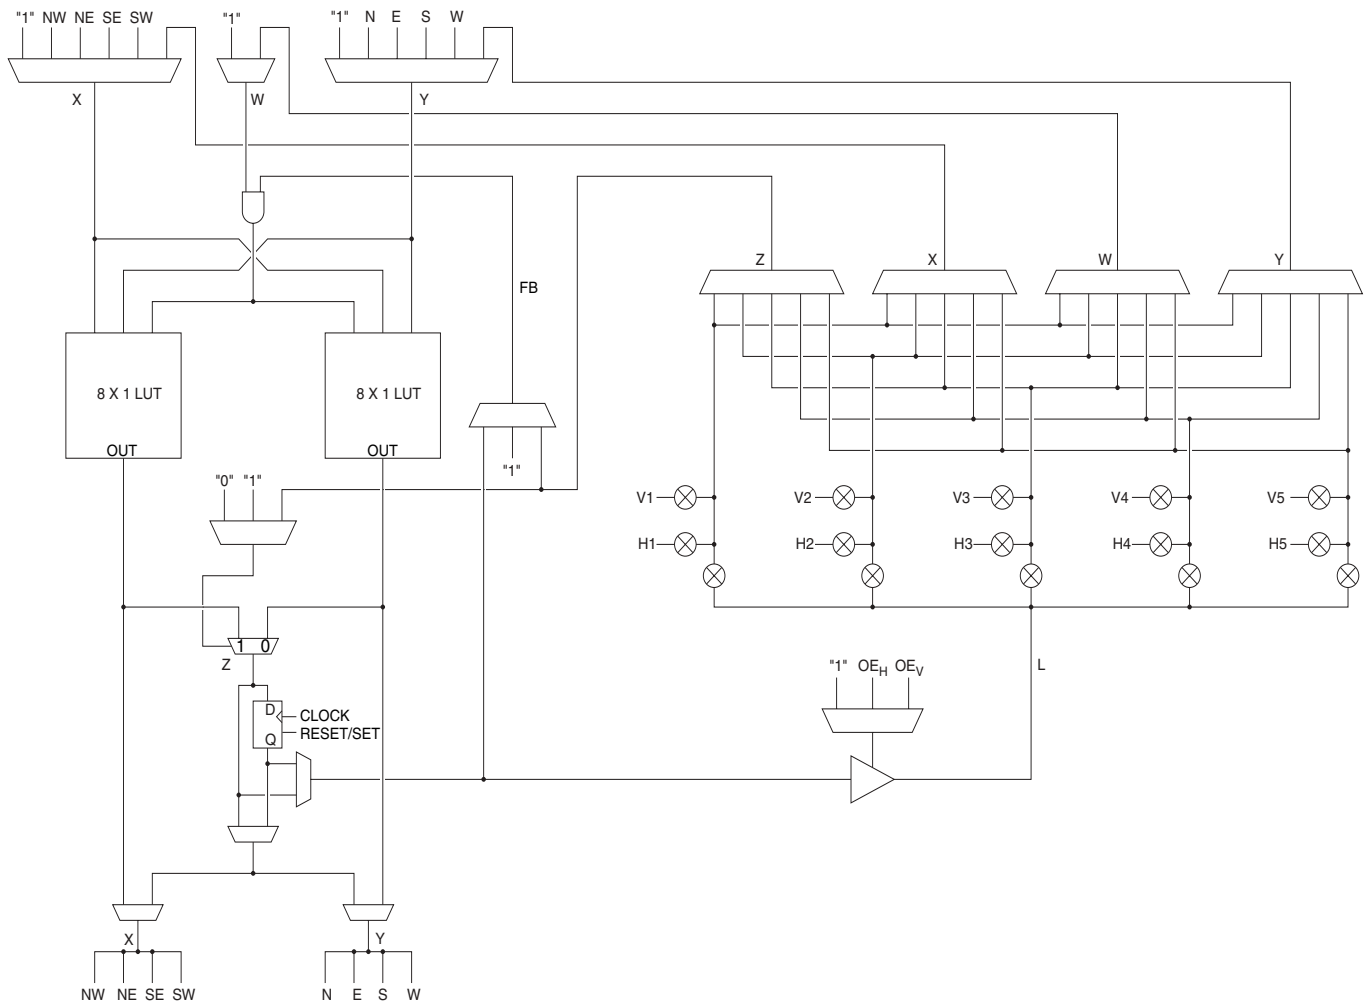 "1" NW NE SE SW "1" "1" N E S W
X W Y
Z X W Y
FB
8 X 1 LUT 8 X 1 LUT
OUT OUT
"1"
"0" "1"
V1 V2 V3 V4 V5
H1 H2 H3 H4 H5
1 0
Z "1" OEH OEV L
D
CLOCK
RESET/SET
Q
X Y
NW NE SE SW N E S W